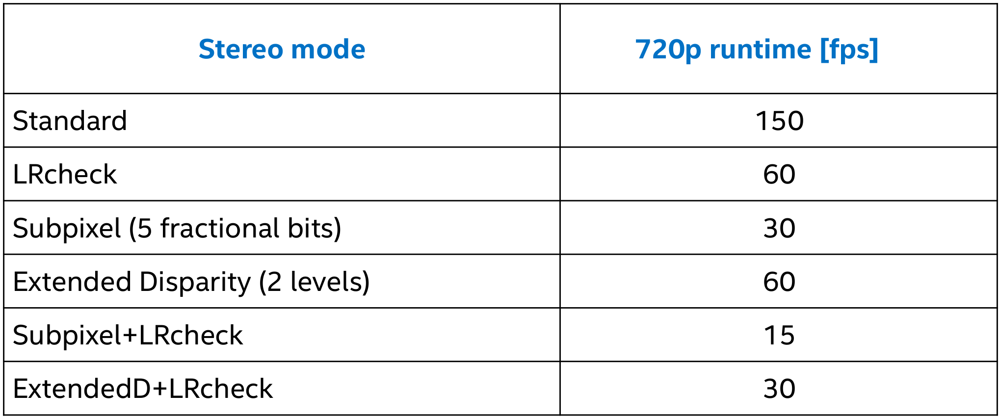 Stereo mode 720p runtime [fps]
Standard 150
LRcheck 60
Subpixel (5 fractional bits) 30
Extended Disparity (2 levels) 60
Subpixel+LRcheck 15
ExtendedD+LRcheck 30